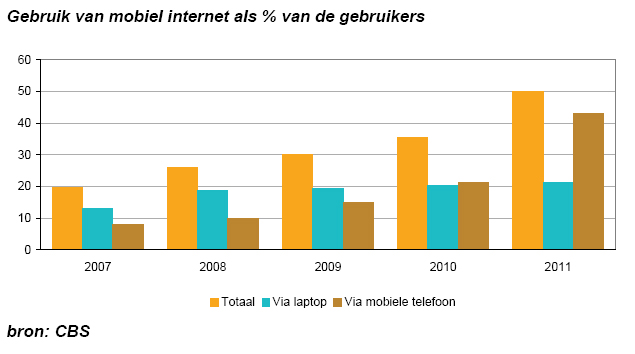 Gebruik van mobiel internet als % van de gebruikers
60
50
40
30
20
10
0
2007 2008 2009 2010 2011
Totaal Via laptop Via mobiele telefoon
bron: CBS